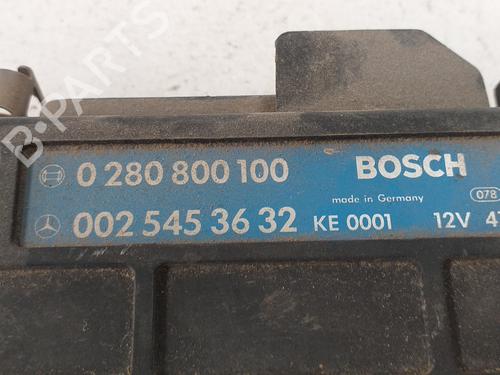 0 280 800 100 BOSCH
made in Germany 078
002 545 36 32 KE 0001 12V
B-PARTS